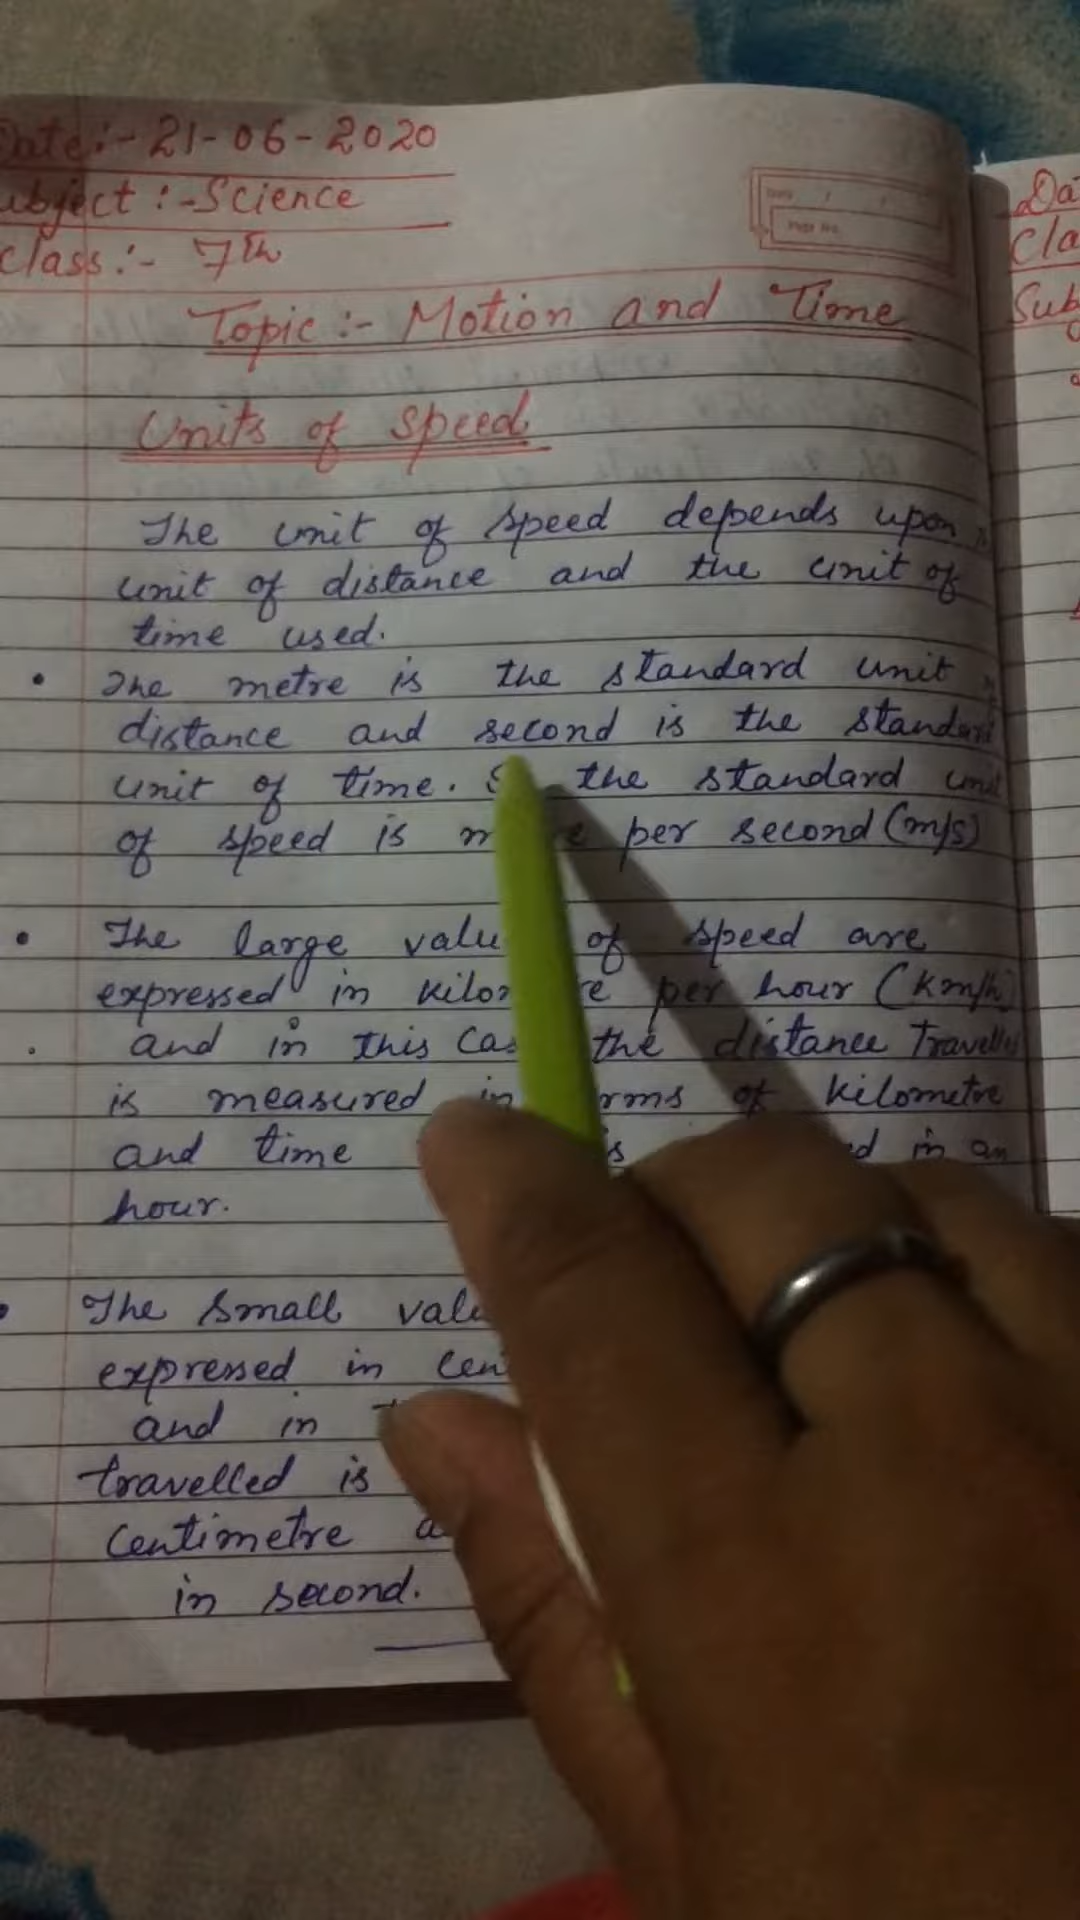 Date:- 21-06-2020
Subject :- Science
Class:- 7th
Topic:- Motion and Time
Units of Speed
The unit of speed depends upon
unit of distance and the unit of
time used.
• The metre is the standard unit
distance and second is the standard
unit of time. the standard unit
of speed is per second (m/s)
• The large of speed are
expressed in per hour (km/h)
and in this the distance Travelled
is measured in of kilometre
and time in an
hour.
• The small
expressed in
and in
travelled is
Centimetre
in second.
Page No.